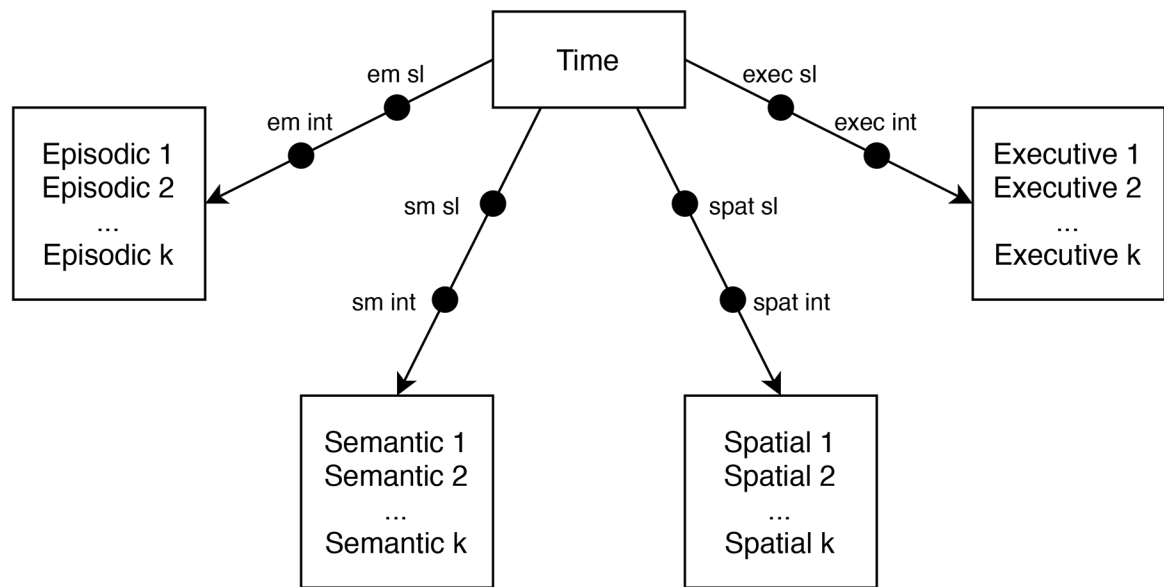 Time
em sl
em int
exec sl
exec int
Episodic 1
Episodic 2
...
Episodic k
sm sl
sm int
spat sl
spat int
Executive 1
Executive 2
...
Executive k
Semantic 1
Semantic 2
...
Semantic k
Spatial 1
Spatial 2
...
Spatial k